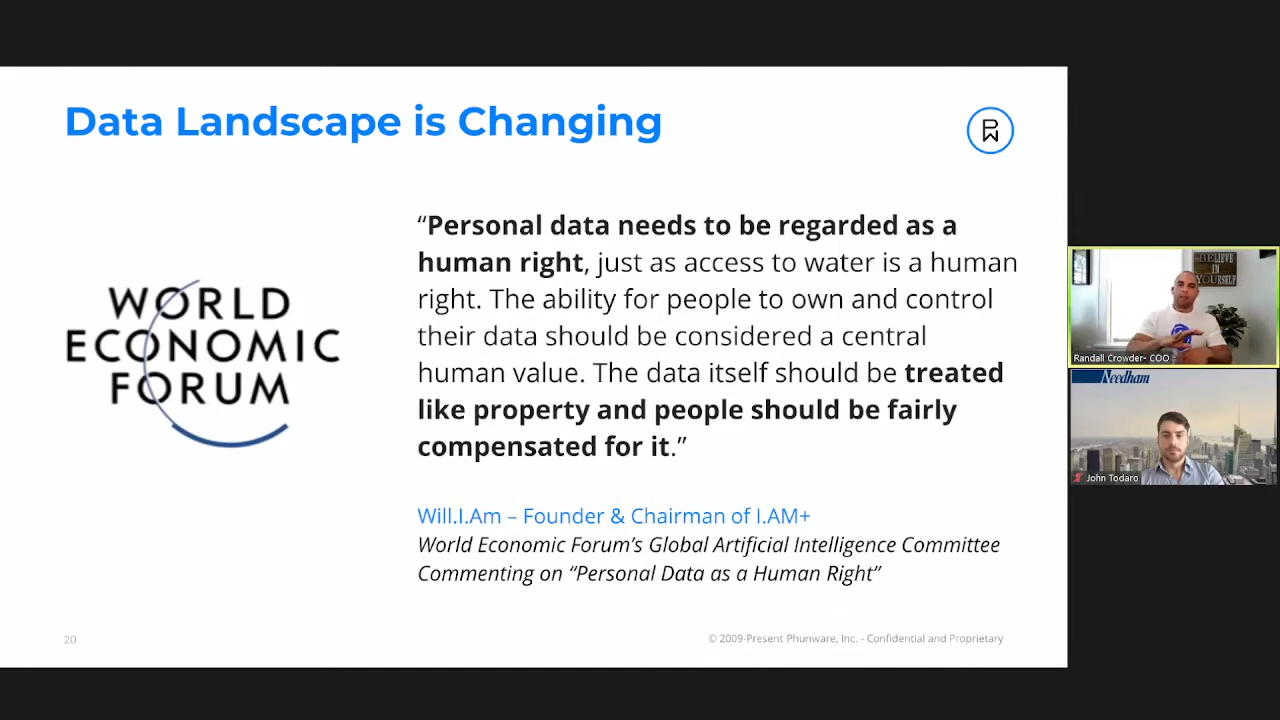 Data Landscape is Changing
WORLD
ECONOMIC
FORUM
“Personal data needs to be regarded as a
human right, just as access to water is a human
right. The ability for people to own and control
their data should be considered a central
human value. The data itself should be treated
like property and people should be fairly
compensated for it.”
Will.I.Am – Founder & Chairman of I.AM+
World Economic Forum’s Global Artificial Intelligence Committee
Commenting on “Personal Data as a Human Right”
20
© 2009-Present Phunware, Inc. - Confidential and Proprietary
BELIEVE
IN
YOURSELF
Randall Crowder- COO
Needham
John Todaro